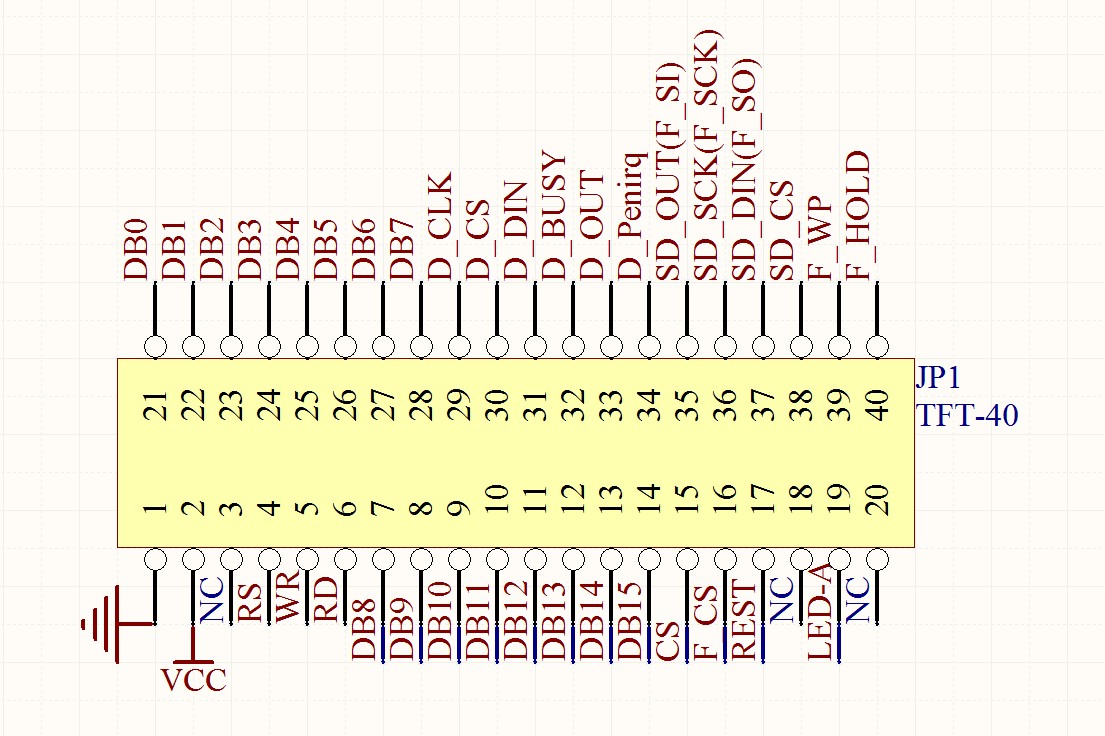 DB0
DB1
DB2
DB3
DB4
DB5
DB6
DB7
D_CLK
D_CS
D_DIN
D_BUSY
D_OUT
D_Penirq
SD_OUT(F_SI)
SD_SCK(F_SCK)
SD_DIN(F_SO)
SD_CS
F_WP
F_HOLD
21 22 23 24 25 26 27 28 29 30 31 32 33 34 35 36 37 38 39 40
JP1
TFT-40
1 2 3 4 5 6 7 8 9 10 11 12 13 14 15 16 17 18 19 20
VCC
NC
RS
WR
RD
DB8
DB9
DB10
DB11
DB12
DB13
DB14
DB15
CS
F_CS
REST
NC
LED-A
NC